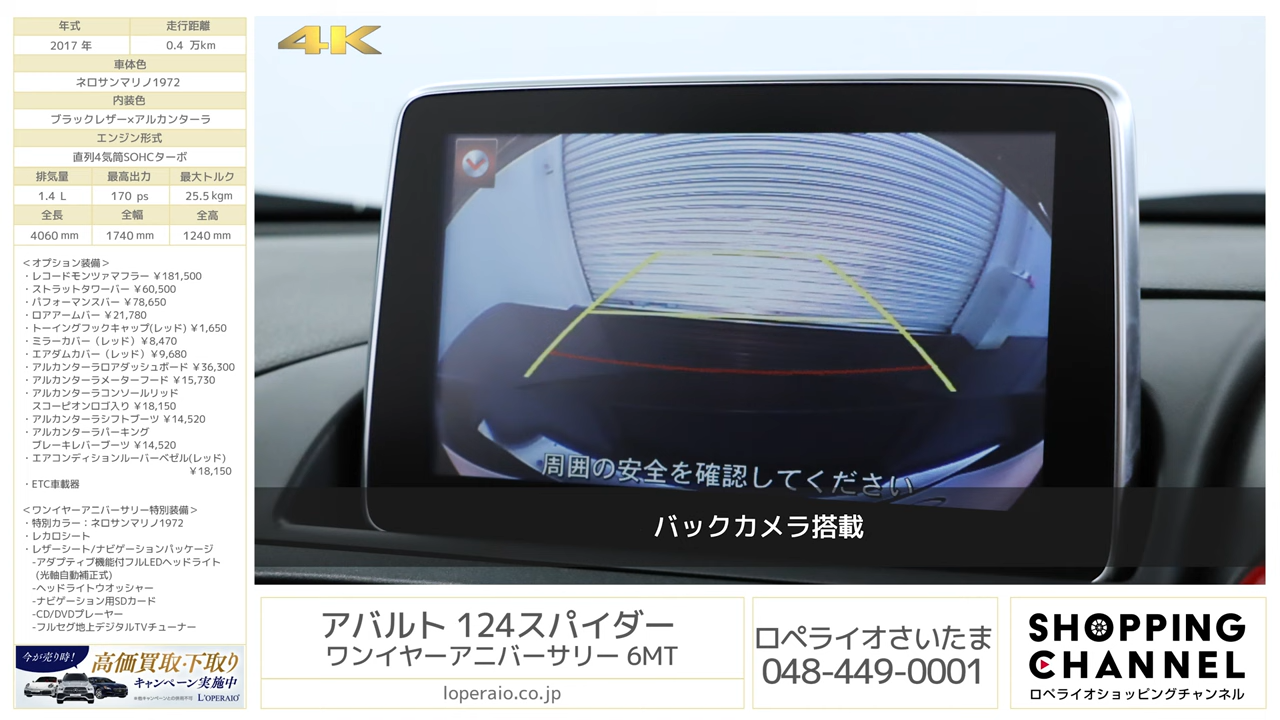 年式 走行距離
2017 年 0.4 万km
車体色
ネロサンマリノ1972
内装色
ブラックレザー×アルカンターラ
エンジン形式
直列4気筒SOHCターボ
排気量 最高出力 最大トルク
1.4 L 170 ps 25.5 kgm
全長 全幅 全高
4060 mm 1740 mm 1240 mm
＜オプション装備＞
・レコードモンツァマフラー ￥181,500
・ストラットタワーバー ￥60,500
・パフォーマンスバー ￥78,650
・ロアアームバー ￥21,780
・トーイングフックキャップ(レッド) ￥1,650
・ミラーカバー（レッド）￥8,470
・エアダムカバー（レッド）￥9,680
・アルカンターラロアダッシュボード ￥36,300
・アルカンターラメーターフード ￥15,730
・アルカンターラコンソールリッド
スコーピオンロゴ入り ￥18,150
・アルカンターラシフトブーツ ￥14,520
・アルカンターラパーキング
ブレーキレバーブーツ ￥14,520
・エアコンディションルーバーベゼル(レッド)
￥18,150
・ETC車載器
＜ワンイヤーアニバーサリー特別装備＞
・特別カラー：ネロサンマリノ1972
・レカロシート
・レザーシート/ナビゲーションパッケージ
-アダプティブ機能付フルLEDヘッドライト
(光軸自動補正式)
-ヘッドライトウオッシャー
-ナビゲーション用SDカード
-CD/DVDプレーヤー
-フルセグ地上デジタルTVチューナー
今が売り時！
高価買取・下取り
キャンペーン実施中
※他キャンペーンとの併用不可 L'OPERAIO
4K
周囲の安全を確認してください
バックカメラ搭載
アバルト 124スパイダー
ワンイヤーアニバーサリー 6MT
loperaio.co.jp
ロペライオさいたま
048-449-0001
SHOPPING
CHANNEL
ロペライオショッピングチャンネル